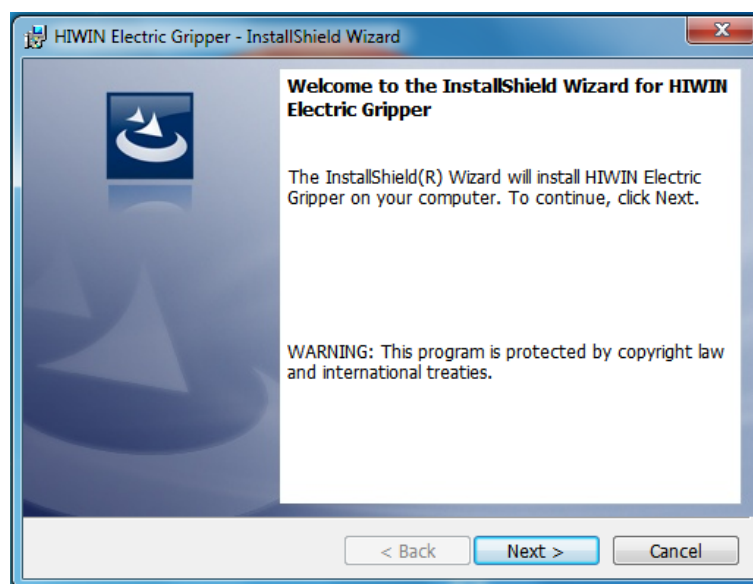 HIWIN Electric Gripper - InstallShield Wizard
Welcome to the InstallShield Wizard for HIWIN
Electric Gripper
The InstallShield(R) Wizard will install HIWIN Electric
Gripper on your computer. To continue, click Next.
WARNING: This program is protected by copyright law
and international treaties.
< Back Next > Cancel